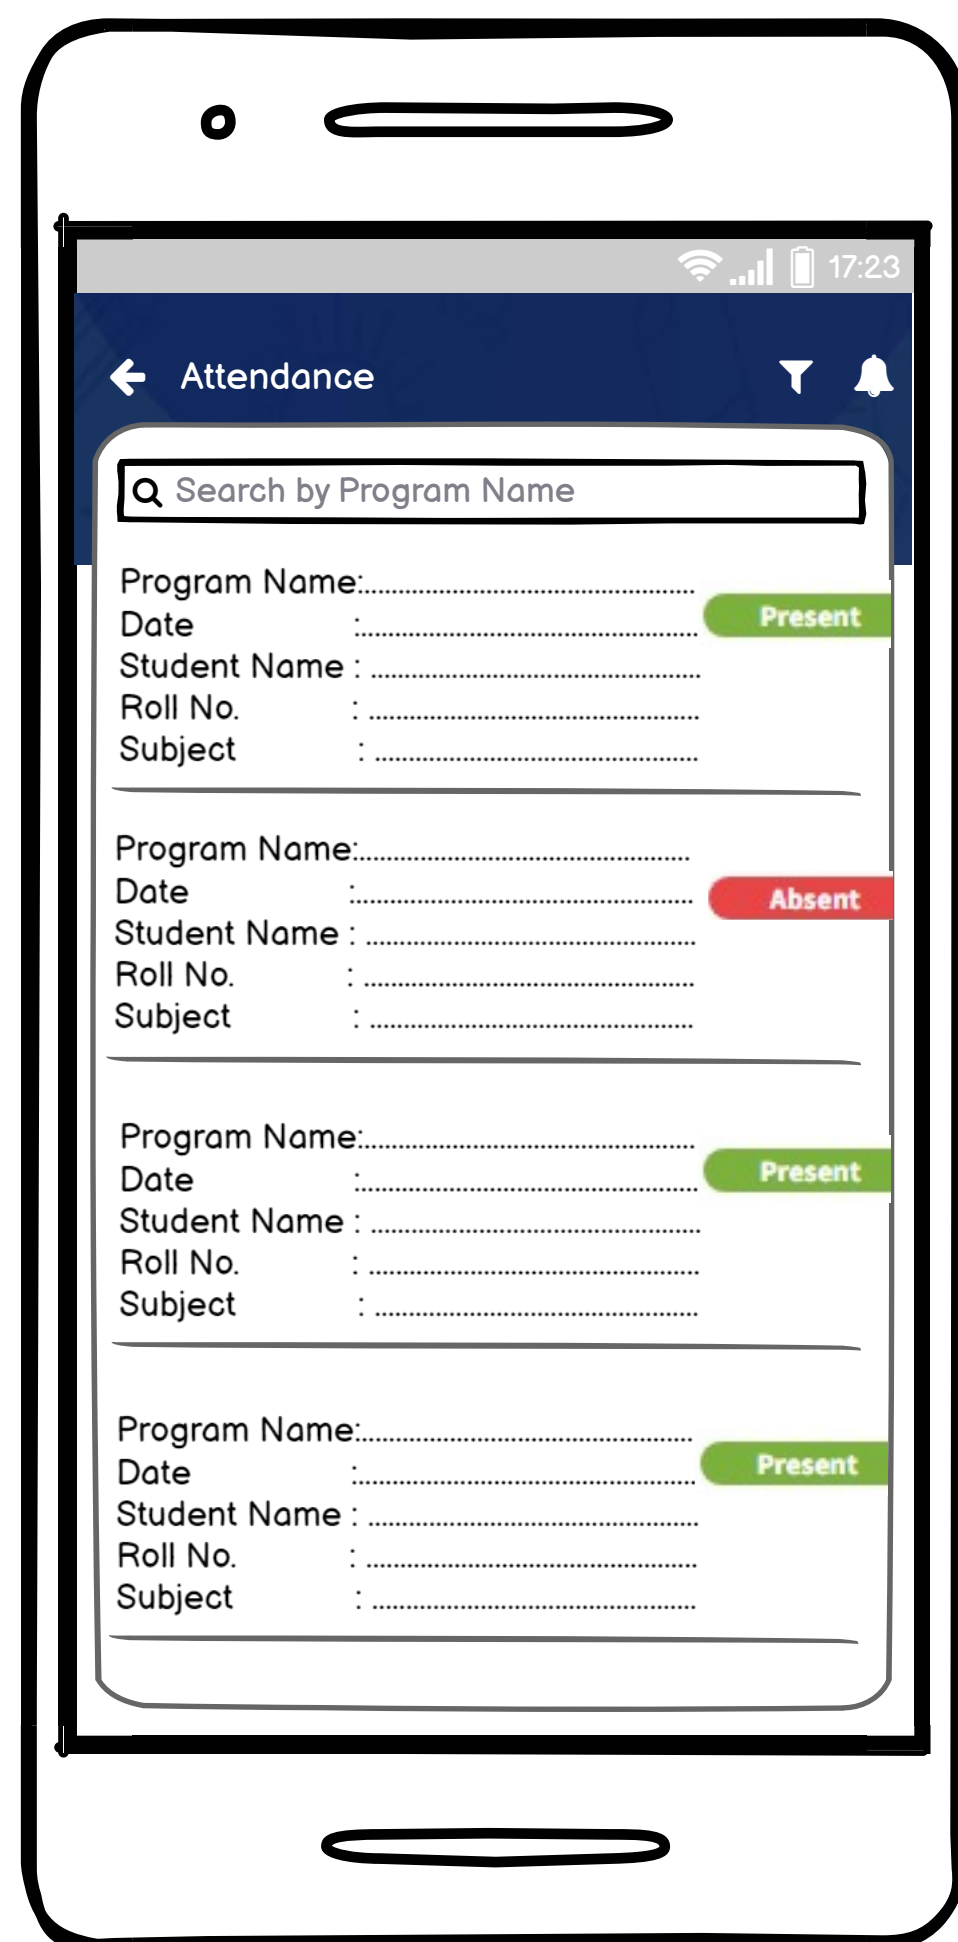 17:23
Attendance
Search by Program Name
Program Name:.....................................................
Present
Date :.....................................................
Student Name : .....................................................
Roll No. : .....................................................
Subject : .....................................................
Program Name:.....................................................
Date :.....................................................
Absent
Student Name : .....................................................
Roll No. : .....................................................
Subject : .....................................................
Program Name:.....................................................
Present
Date :.....................................................
Student Name : .....................................................
Roll No. : .....................................................
Subject : .....................................................
Program Name:.....................................................
Present
Date :.....................................................
Student Name : .....................................................
Roll No. : .....................................................
Subject : .....................................................